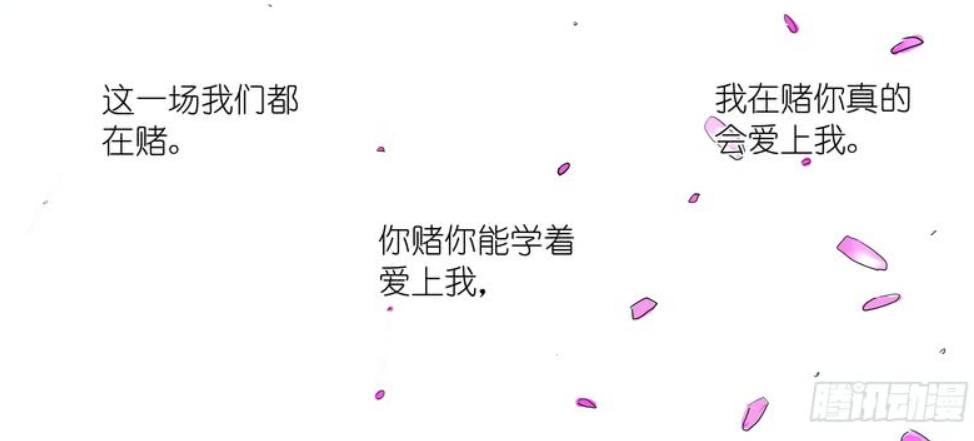 这一场我们都
在赌。
你赌你能学着
爱上我，
我在赌你真的
会爱上我。
腾讯动漫